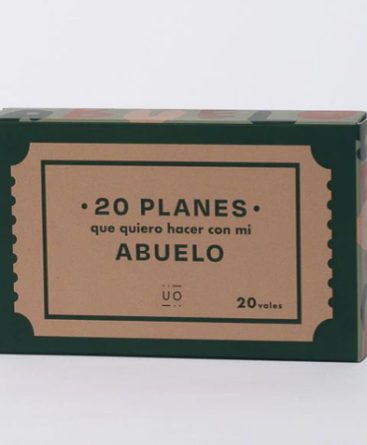 · 20 PLANES ·
que quiero hacer con mi
ABUELO
UO
20 vales